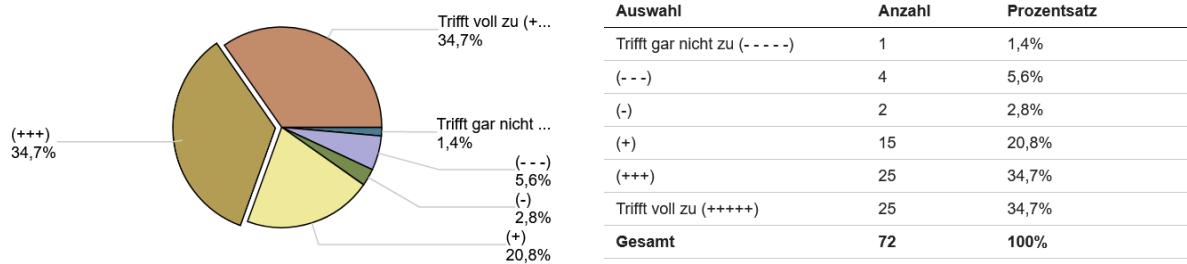 Trifft voll zu (+...
34,7%
(+++)
34,7%
Trifft gar nicht ...
1,4%
(- - -)
5,6%
(-)
2,8%
(+)
20,8%
Auswahl Anzahl Prozentsatz
Trifft gar nicht zu (- - - - -) 1 1,4%
(- - -) 4 5,6%
(-) 2 2,8%
(+) 15 20,8%
(+++) 25 34,7%
Trifft voll zu (+++++) 25 34,7%
Gesamt 72 100%